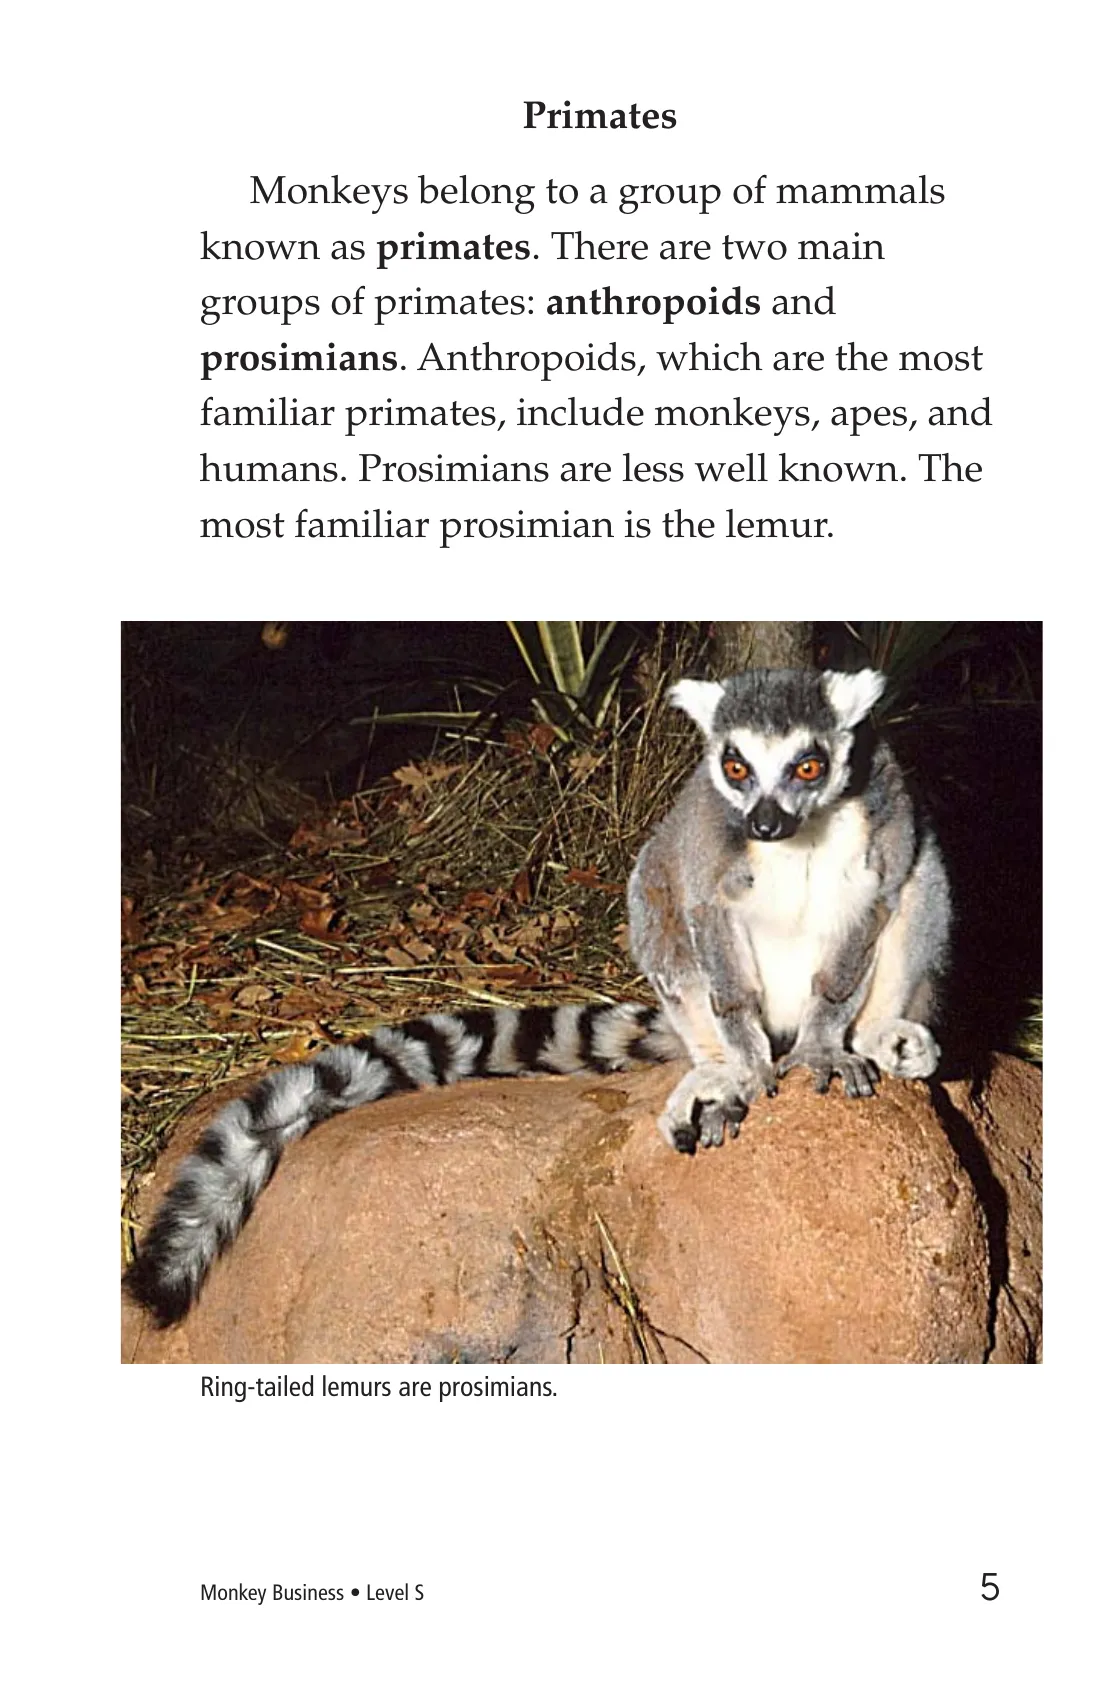 Primates
Monkeys belong to a group of mammals
known as primates. There are two main
groups of primates: anthropoids and
prosimians. Anthropoids, which are the most
familiar primates, include monkeys, apes, and
humans. Prosimians are less well known. The
most familiar prosimian is the lemur.
Ring-tailed lemurs are prosimians.
Monkey Business • Level S
5